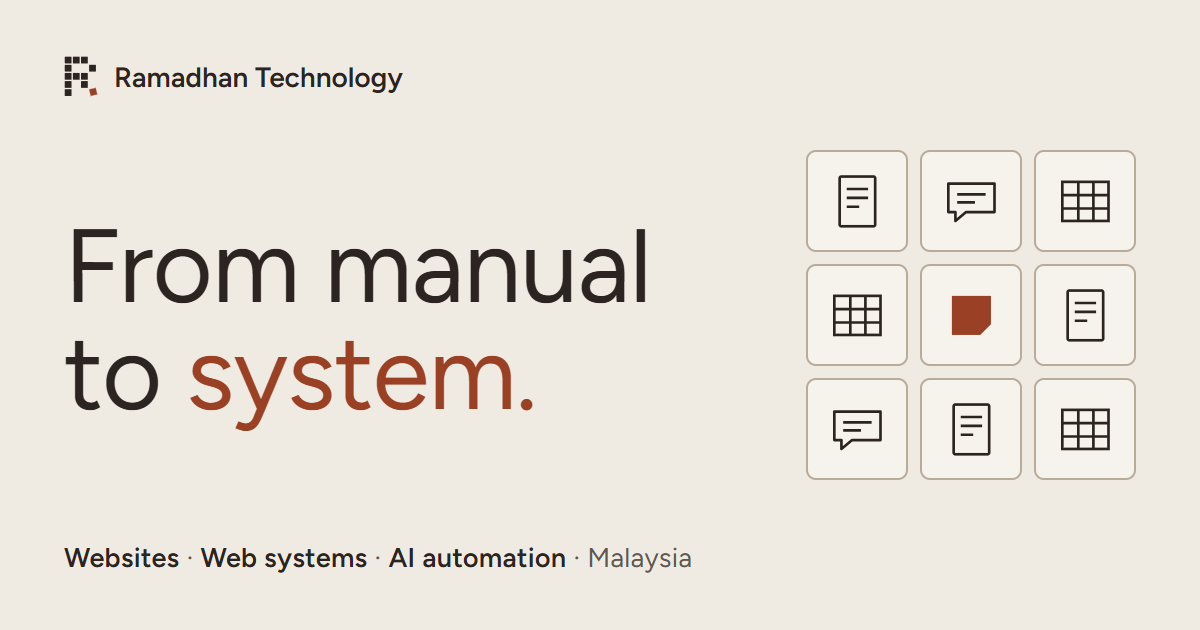 Ramadhan Technology
From manual
to system.
Websites · Web systems · AI automation · Malaysia